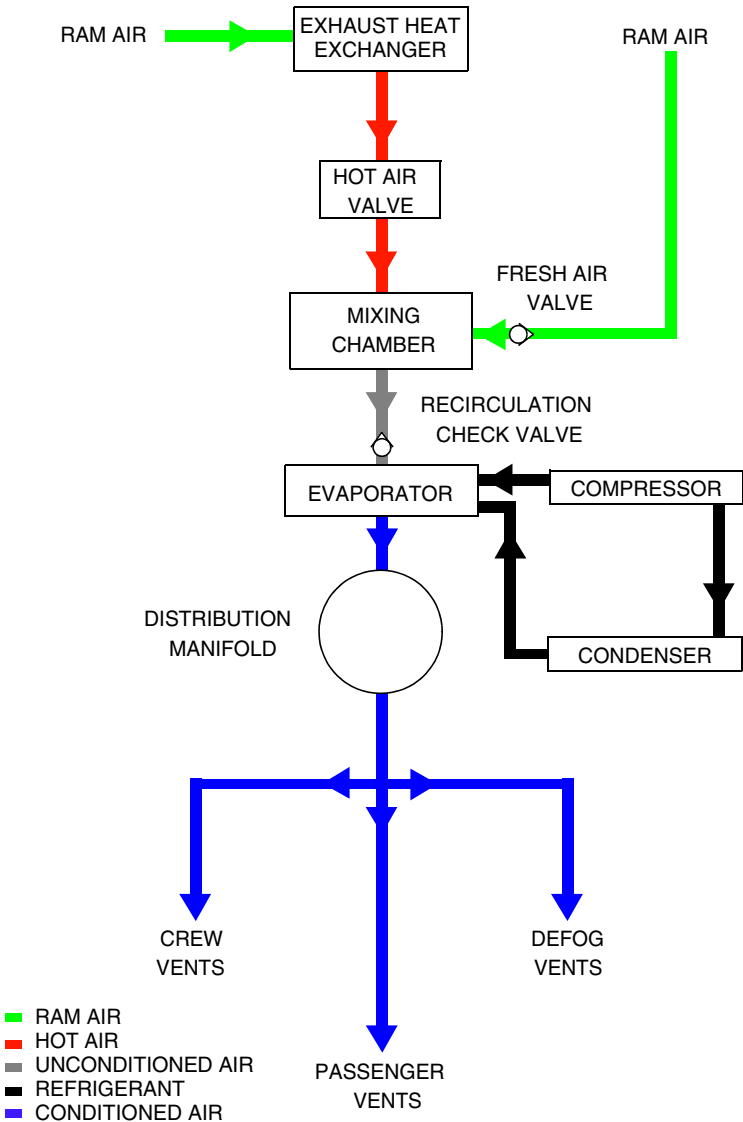 RAM AIR
EXHAUST HEAT
EXCHANGER
RAM AIR
HOT AIR
VALVE
FRESH AIR
VALVE
MIXING
CHAMBER
RECIRCULATION
CHECK VALVE
EVAPORATOR
COMPRESSOR
DISTRIBUTION
MANIFOLD
CONDENSER
CREW
VENTS
DEFOG
VENTS
PASSENGER
VENTS
RAM AIR
HOT AIR
UNCONDITIONED AIR
REFRIGERANT
CONDITIONED AIR